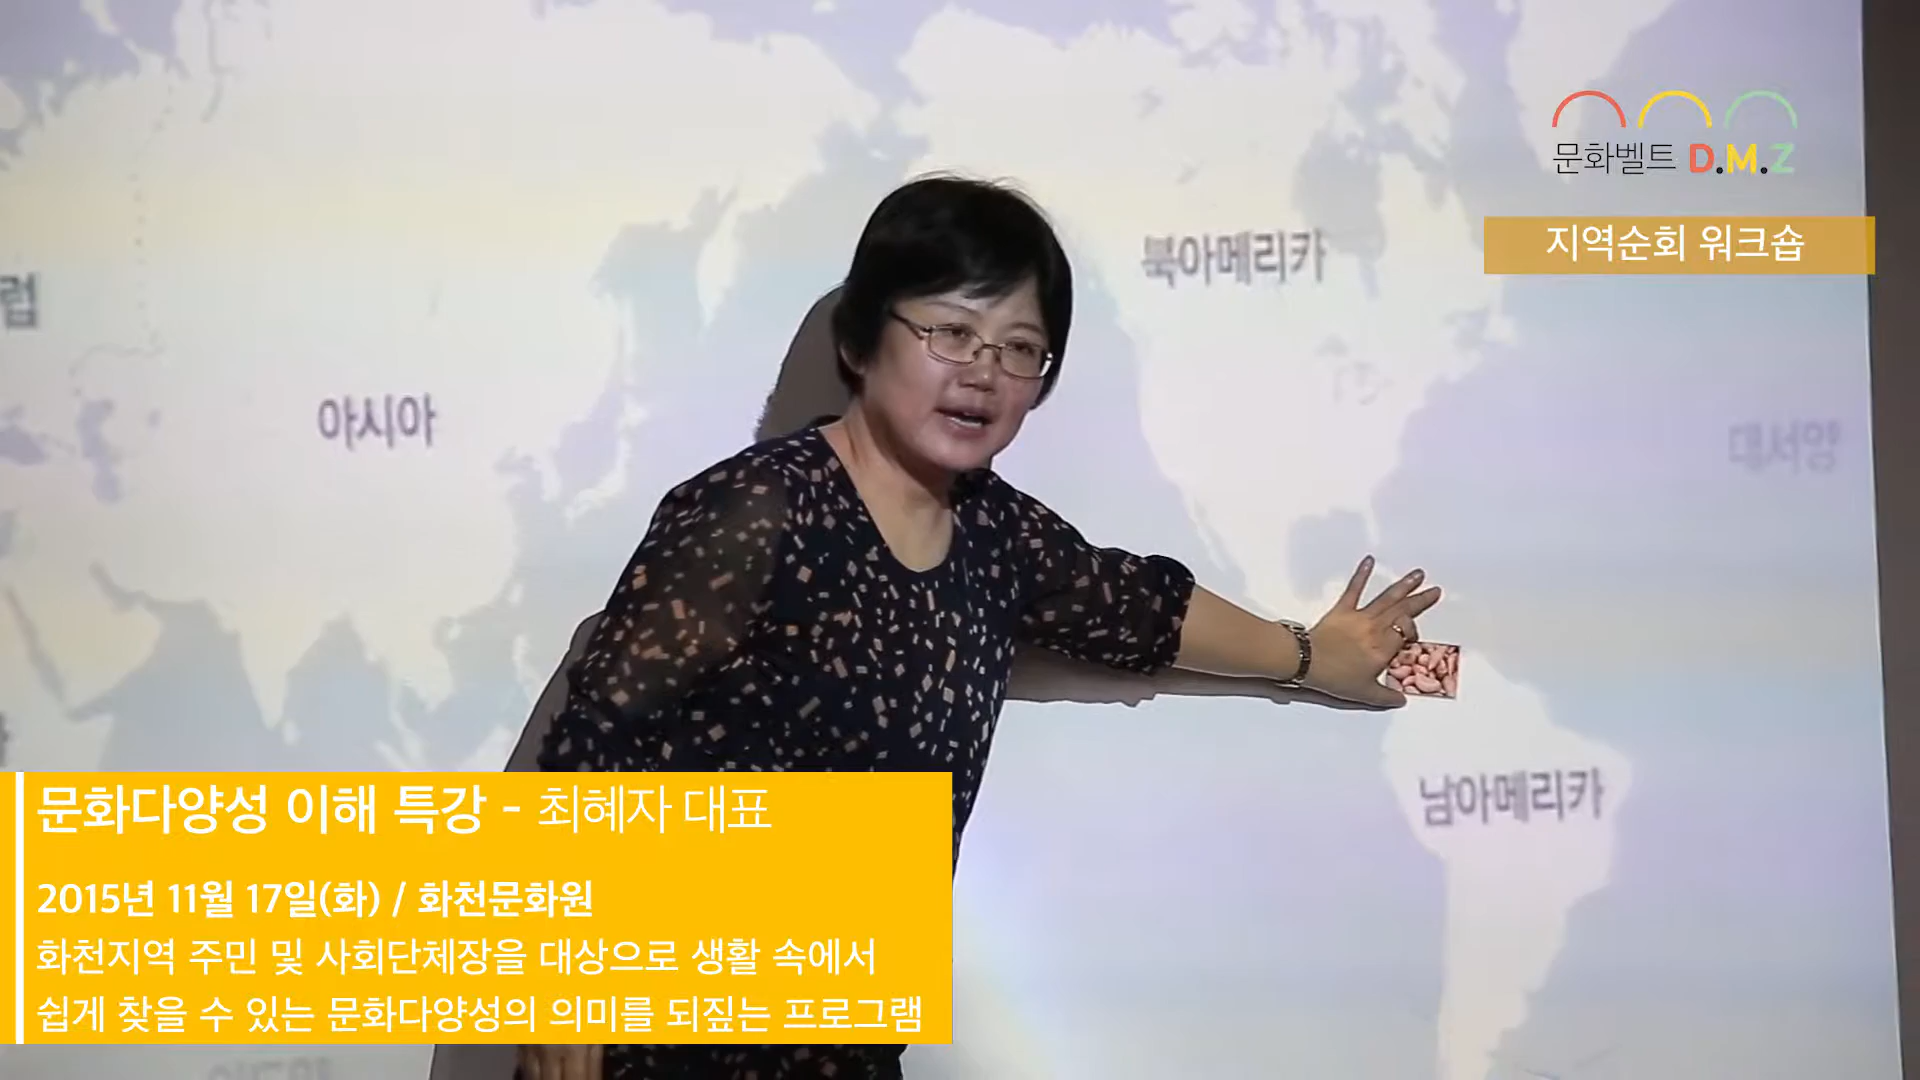 문화벨트 D.M.Z
지역순회 워크숍
북아메리카
럽
아시아
대서양
남아메리카
문화다양성 이해 특강 - 최혜자 대표
2015년 11월 17일(화) / 화천문화원
화천지역 주민 및 사회단체장을 대상으로 생활 속에서
쉽게 찾을 수 있는 문화다양성의 의미를 되짚는 프로그램